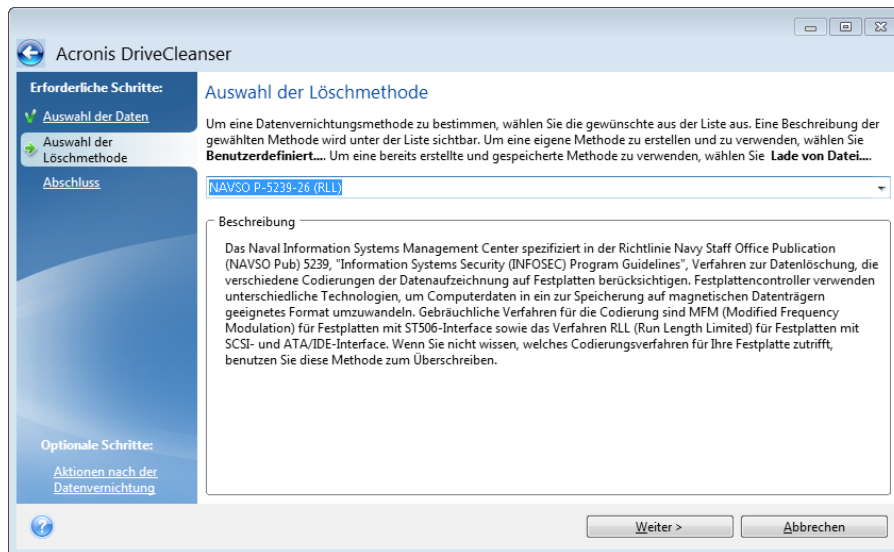 Acronis DriveCleanser
Erforderliche Schritte:
Auswahl der Daten
Auswahl der
Löschmethode
Abschluss
Optionale Schritte:
Aktionen nach der
Datenvernichtung
Auswahl der Löschmethode
Um eine Datenvernichtungsmethode zu bestimmen, wählen Sie die gewünschte aus der Liste aus. Eine Beschreibung der
gewählten Methode wird unter der Liste sichtbar. Um eine eigene Methode zu erstellen und zu verwenden, wählen Sie
Benutzerdefiniert.... Um eine bereits erstellte und gespeicherte Methode zu verwenden, wählen Sie Lade von Datei....
NAVSO P-5239-26 (RLL)
Beschreibung
Das Naval Information Systems Management Center spezifiziert in der Richtlinie Navy Staff Office Publication
(NAVSO Pub) 5239, "Information Systems Security (INFOSEC) Program Guidelines", Verfahren zur Datenlöschung, die
verschiedene Codierungen der Datenaufzeichnung auf Festplatten berücksichtigen. Festplattencontroller verwenden
unterschiedliche Technologien, um Computerdaten in ein zur Speicherung auf magnetischen Datenträgern
geeignetes Format umzuwandeln. Gebräuchliche Verfahren für die Codierung sind MFM (Modified Frequency
Modulation) für Festplatten mit ST506-Interface sowie das Verfahren RLL (Run Length Limited) für Festplatten mit
SCSI- und ATA/IDE-Interface. Wenn Sie nicht wissen, welches Codierungsverfahren für Ihre Festplatte zutrifft,
benutzen Sie diese Methode zum Überschreiben.
Weiter >
Abbrechen